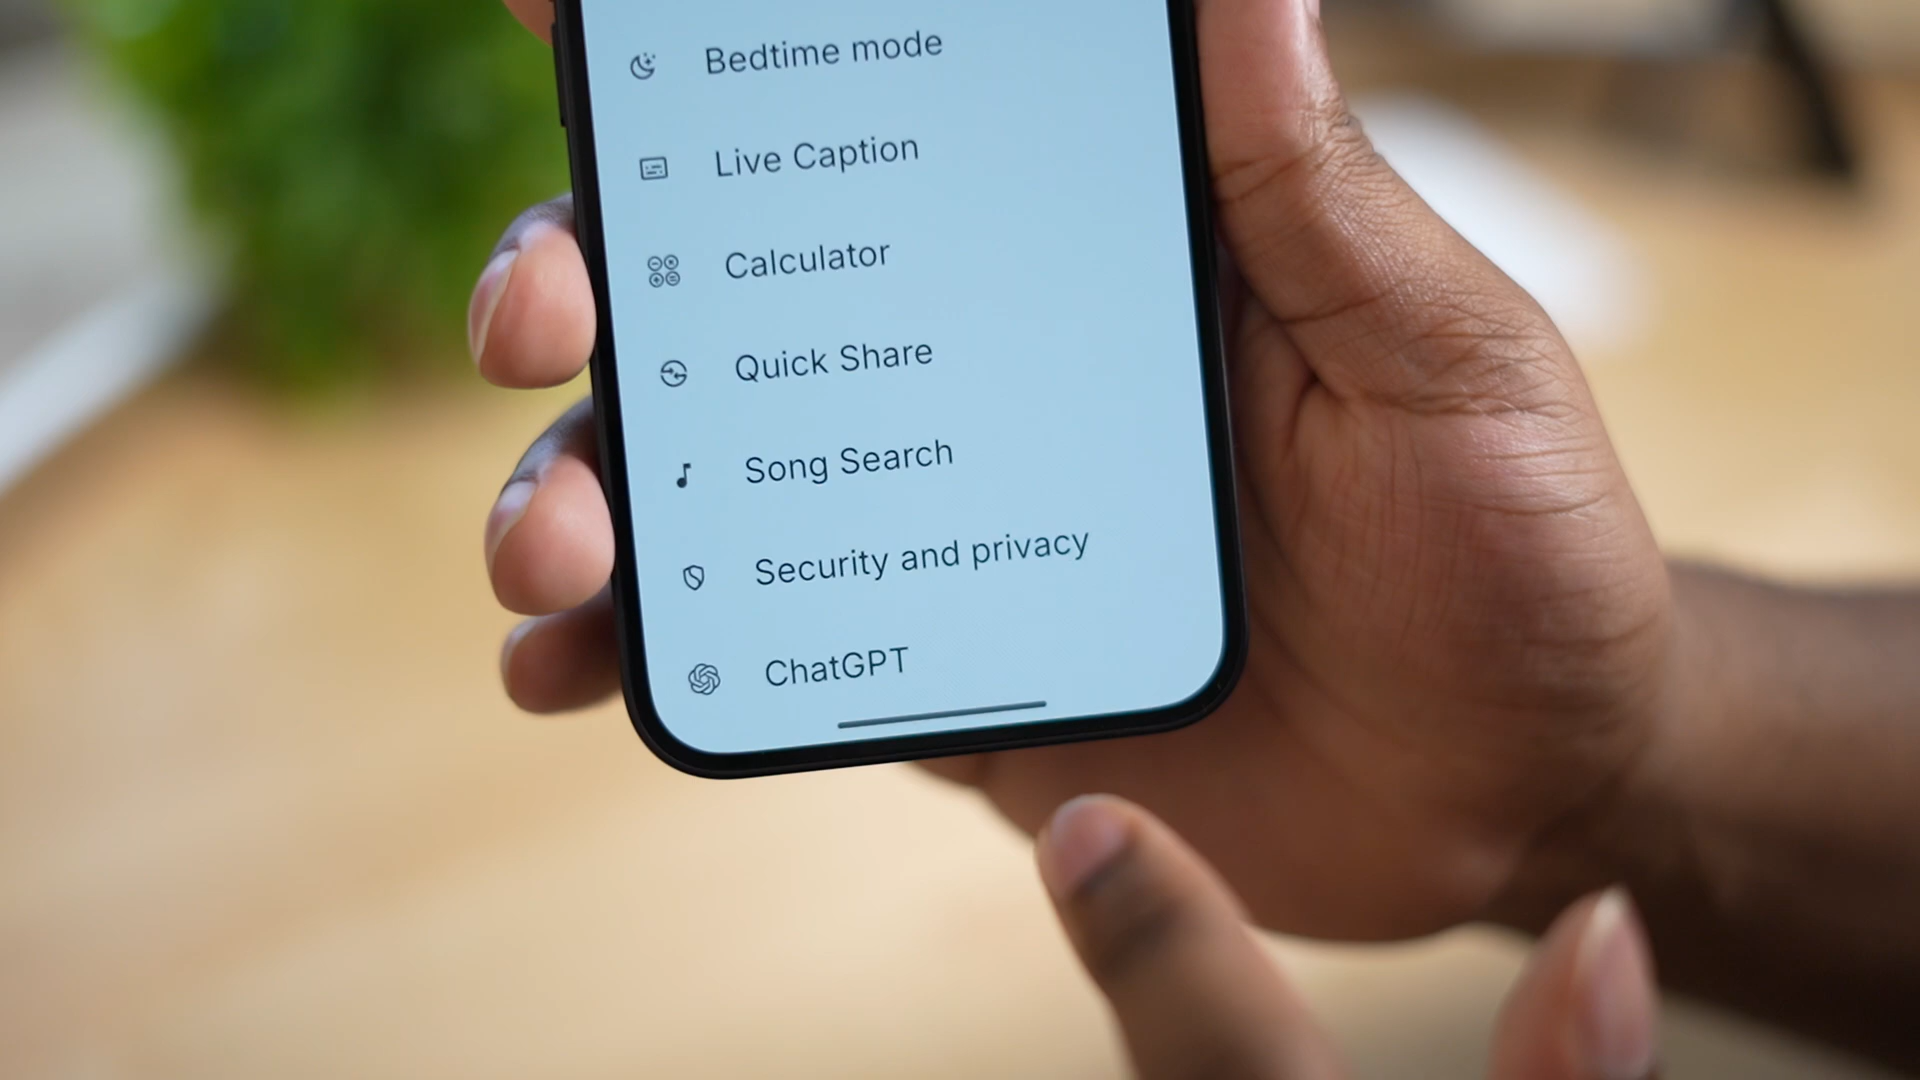 Bedtime mode
Live Caption
Calculator
Quick Share
Song Search
Security and privacy
ChatGPT